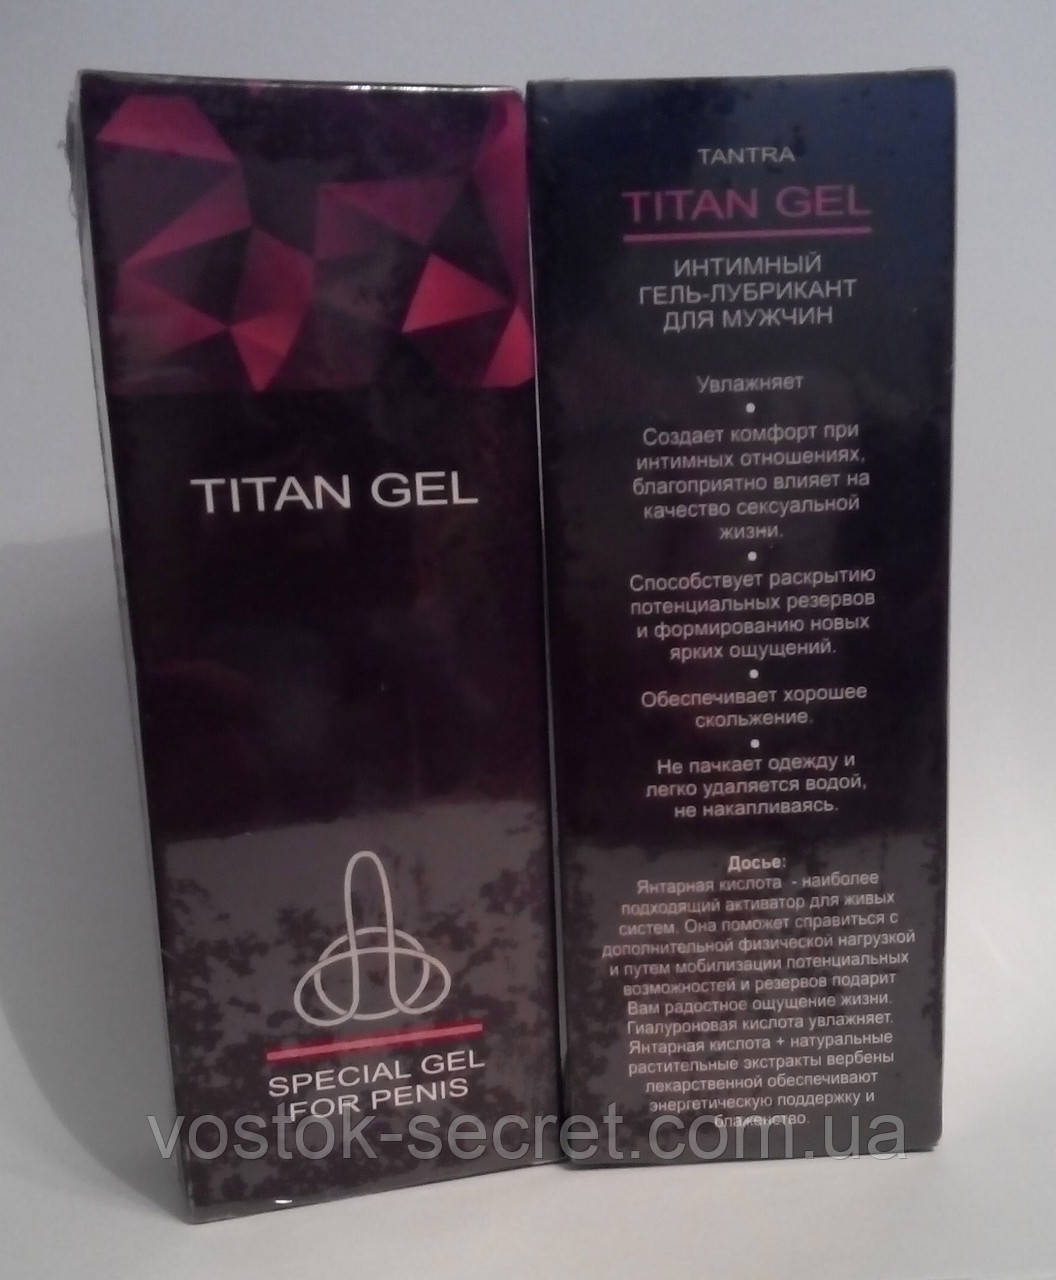 TITAN GEL
SPECIAL GEL
FOR PENIS
TANTRA
TITAN GEL
ИНТИМНЫЙ
ГЕЛЬ-ЛУБРИКАНТ
ДЛЯ МУЖЧИН
Увлажняет
•
Создает комфорт при
интимных отношениях,
благоприятно влияет на
качество сексуальной
жизни.
•
Способствует раскрытию
потенциальных резервов
и формированию новых
ярких ощущений.
•
Обеспечивает хорошее
скольжение.
•
Не пачкает одежду и
легко удаляется водой,
не накапливаясь.
Досье:
Янтарная кислота - наиболее
подходящий активатор для живых
систем. Она поможет справиться с
дополнительной физической нагрузкой
и путем мобилизации потенциальных
возможностей и резервов подарит
Вам радостное ощущение жизни.
Гиалуроновая кислота увлажняет.
Янтарная кислота + натуральные
растительные экстракты вербены
лекарственной обеспечивают
энергетическую поддержку и
блаженство.
vostok-secret.com.ua